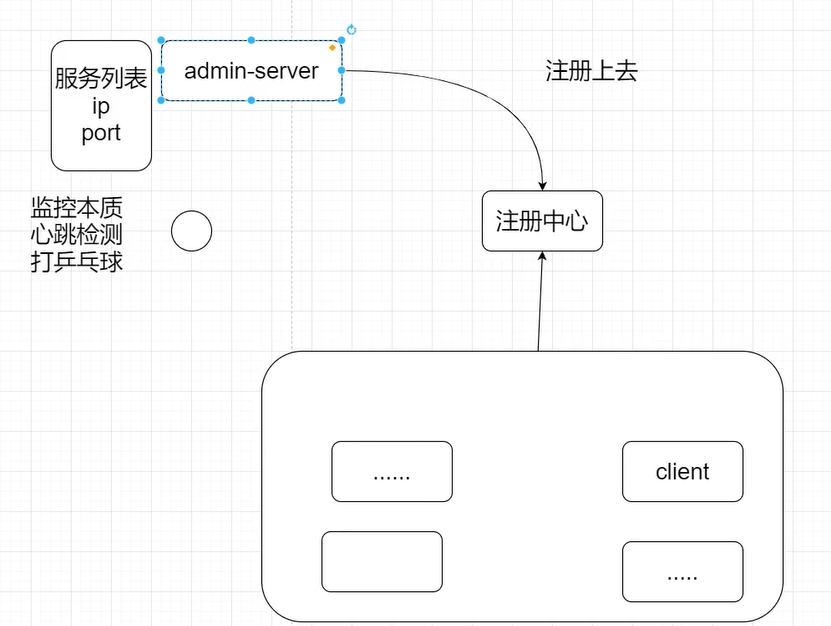 服务列表
ip
port
admin-server
注册上去
监控本质
心跳检测
打乒乓球
注册中心
......
client
.....